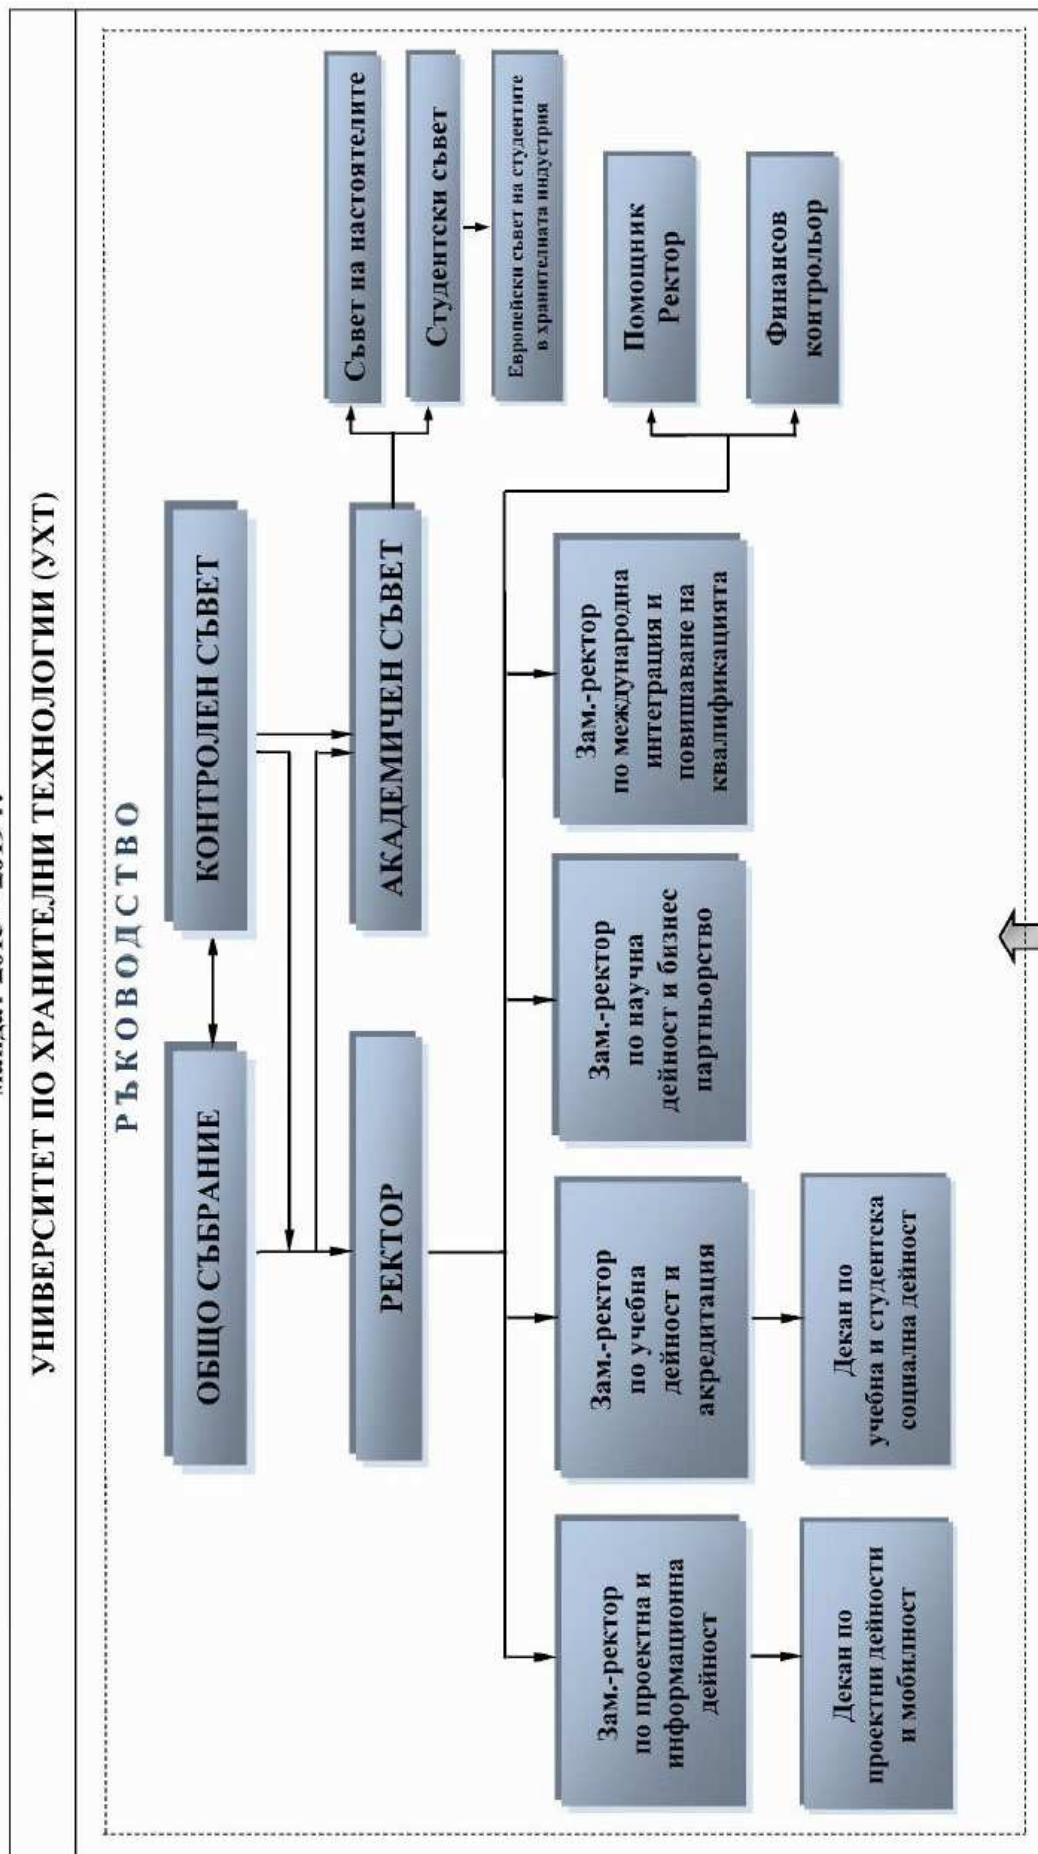 УНИВЕРСИТЕТ ПО ХРАНИТЕЛНИ ТЕХНОЛОГИИ (УХТ)
РЪКОВОДСТВО
ОБЩО СЪБРАНИЕ
КОНТРОЛЕН СЪВЕТ
РЕКТОР
АКАДЕМИЧЕН СЪВЕТ
Съвет на настоятелите
Студентски съвет
Европейски съвет на студентите
в хранителната индустрия
Помощник
Ректор
Финансов
контрольор
Зам.-ректор
по проектна и
информационна
дейност
Зам.-ректор
по учебна
дейност и
акредитация
Зам.-ректор
по научна
дейност и бизнес
партньорство
Зам.-ректор
по международна
интеграция и
повишаване на
квалификацията
Декан по
проектни дейности
и мобилност
Декан по
учебна и студентска
социална дейност